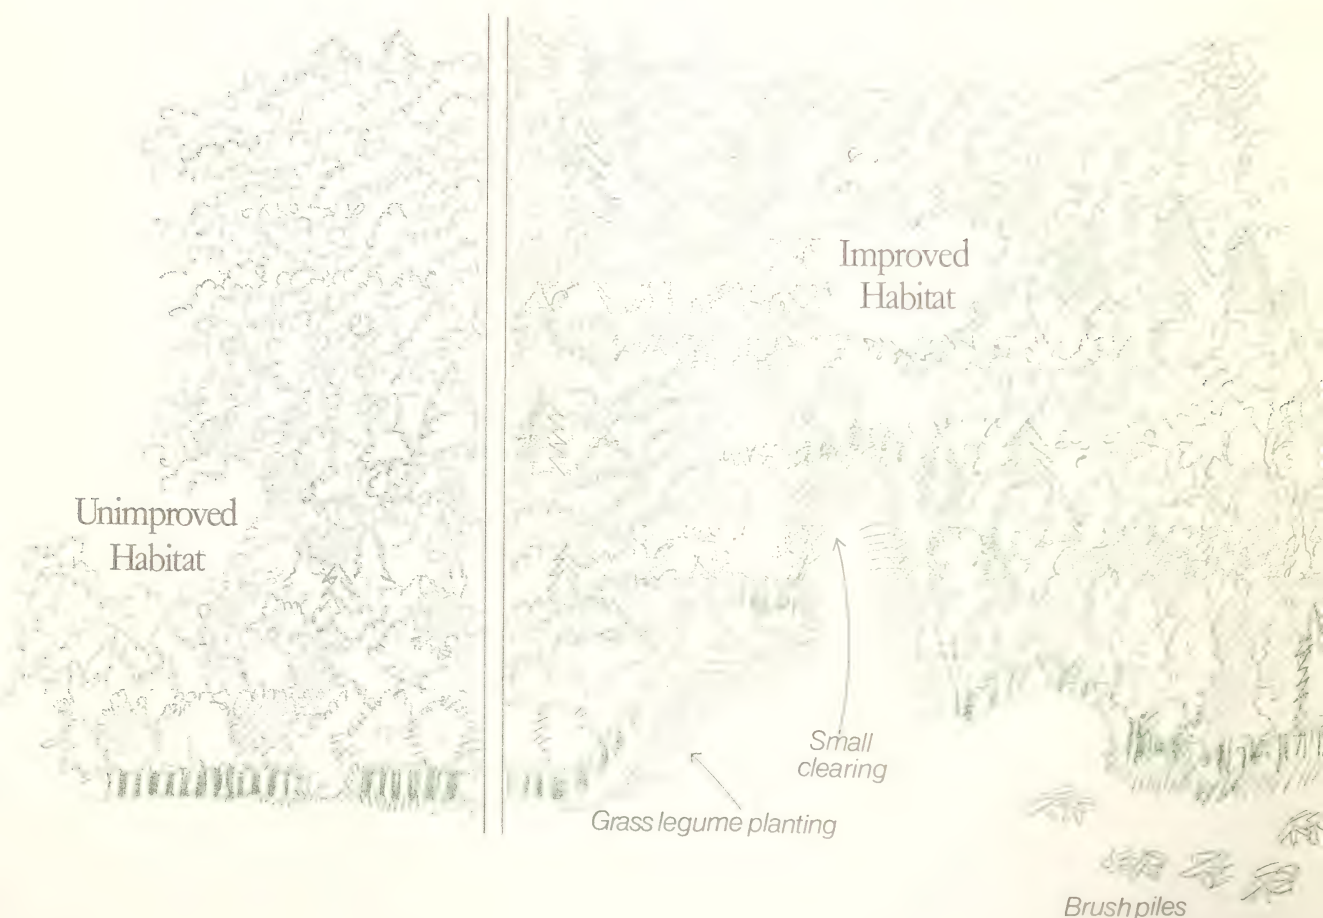 Unimproved
Habitat
Improved
Habitat
Small
clearing
Grass legume planting
Brush piles